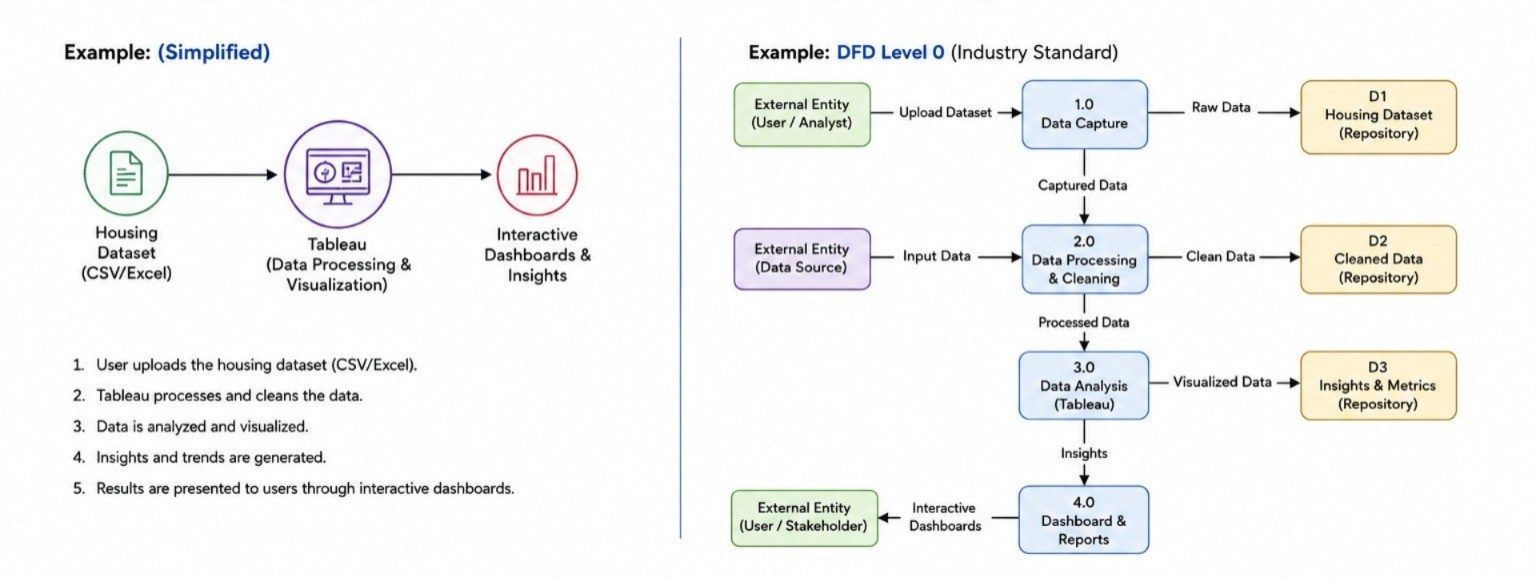 Example: (Simplified)
Housing
Dataset
(CSV/Excel)
Tableau
(Data Processing &
Visualization)
Interactive
Dashboards &
Insights
1. User uploads the housing dataset (CSV/Excel).
2. Tableau processes and cleans the data.
3. Data is analyzed and visualized.
4. Insights and trends are generated.
5. Results are presented to users through interactive dashboards.
Example: DFD Level 0 (Industry Standard)
External Entity
(User / Analyst)
Upload Dataset
1.0
Data Capture
Raw Data
D1
Housing Dataset
(Repository)
Captured Data
External Entity
(Data Source)
Input Data
2.0
Data Processing
& Cleaning
Clean Data
D2
Cleaned Data
(Repository)
Processed Data
3.0
Data Analysis
(Tableau)
Visualized Data
D3
Insights & Metrics
(Repository)
Insights
External Entity
(User / Stakeholder)
Interactive
Dashboards
4.0
Dashboard &
Reports